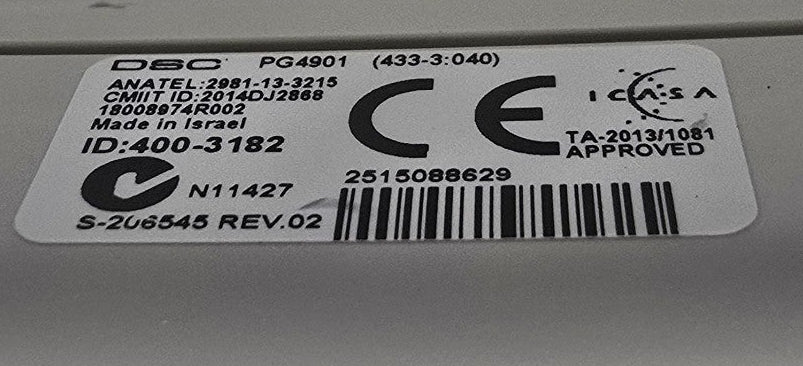 DSC PG4901 (433-3:040)
ANATEL:2981-13-3215
CMIIT ID:2014DJ2868
18008974R002
Made in Israel
ID:400-3182
CE
ICASA
TA-2013/1081
APPROVED
N11427
2515088629
S-206545 REV.02